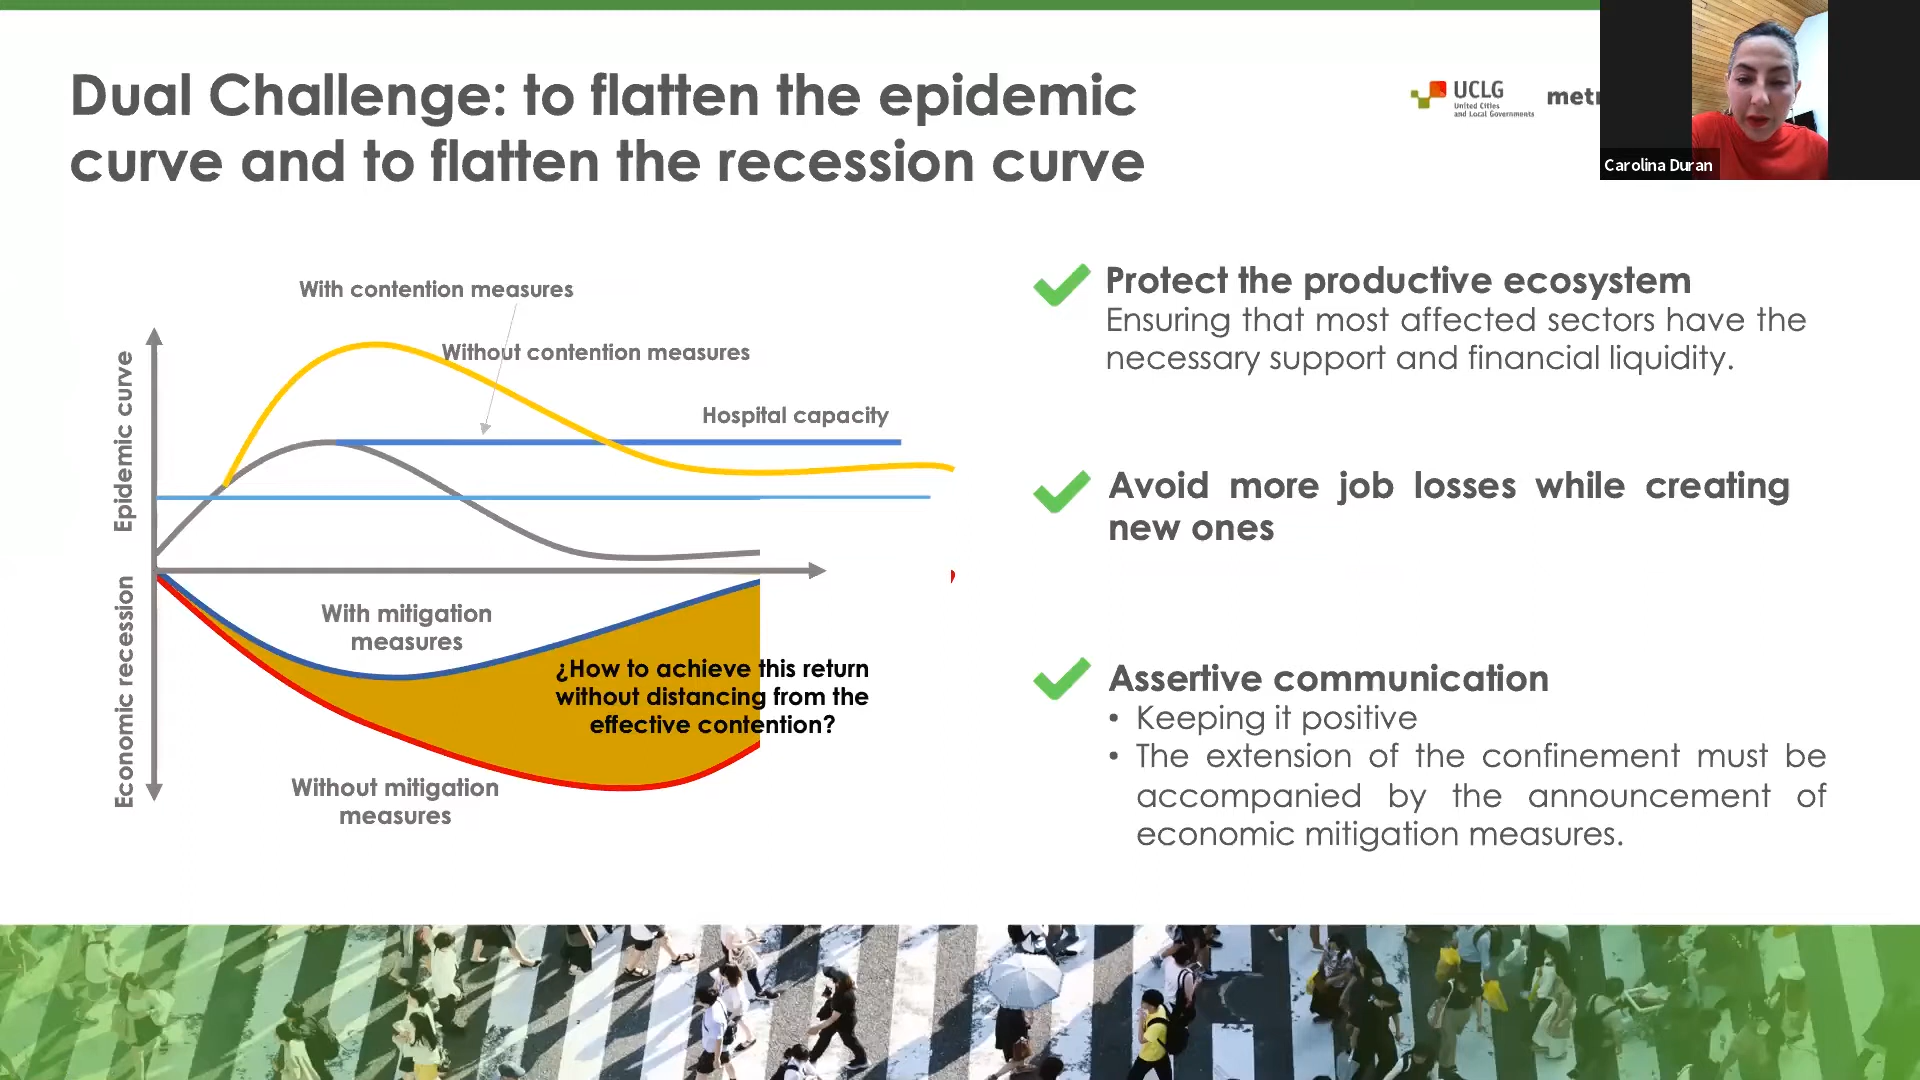 Dual Challenge: to flatten the epidemic
curve and to flatten the recession curve
UCLG
United Cities
and Local Governments
Carolina Duran
With contention measures
Without contention measures
Hospital capacity
Epidemic curve
Economic recession
With mitigation
measures
¿How to achieve this return
without distancing from the
effective contention?
Without mitigation
measures
Protect the productive ecosystem
Ensuring that most affected sectors have the
necessary support and financial liquidity.
Avoid more job losses while creating
new ones
Assertive communication
• Keeping it positive
• The extension of the confinement must be
accompanied by the announcement of
economic mitigation measures.